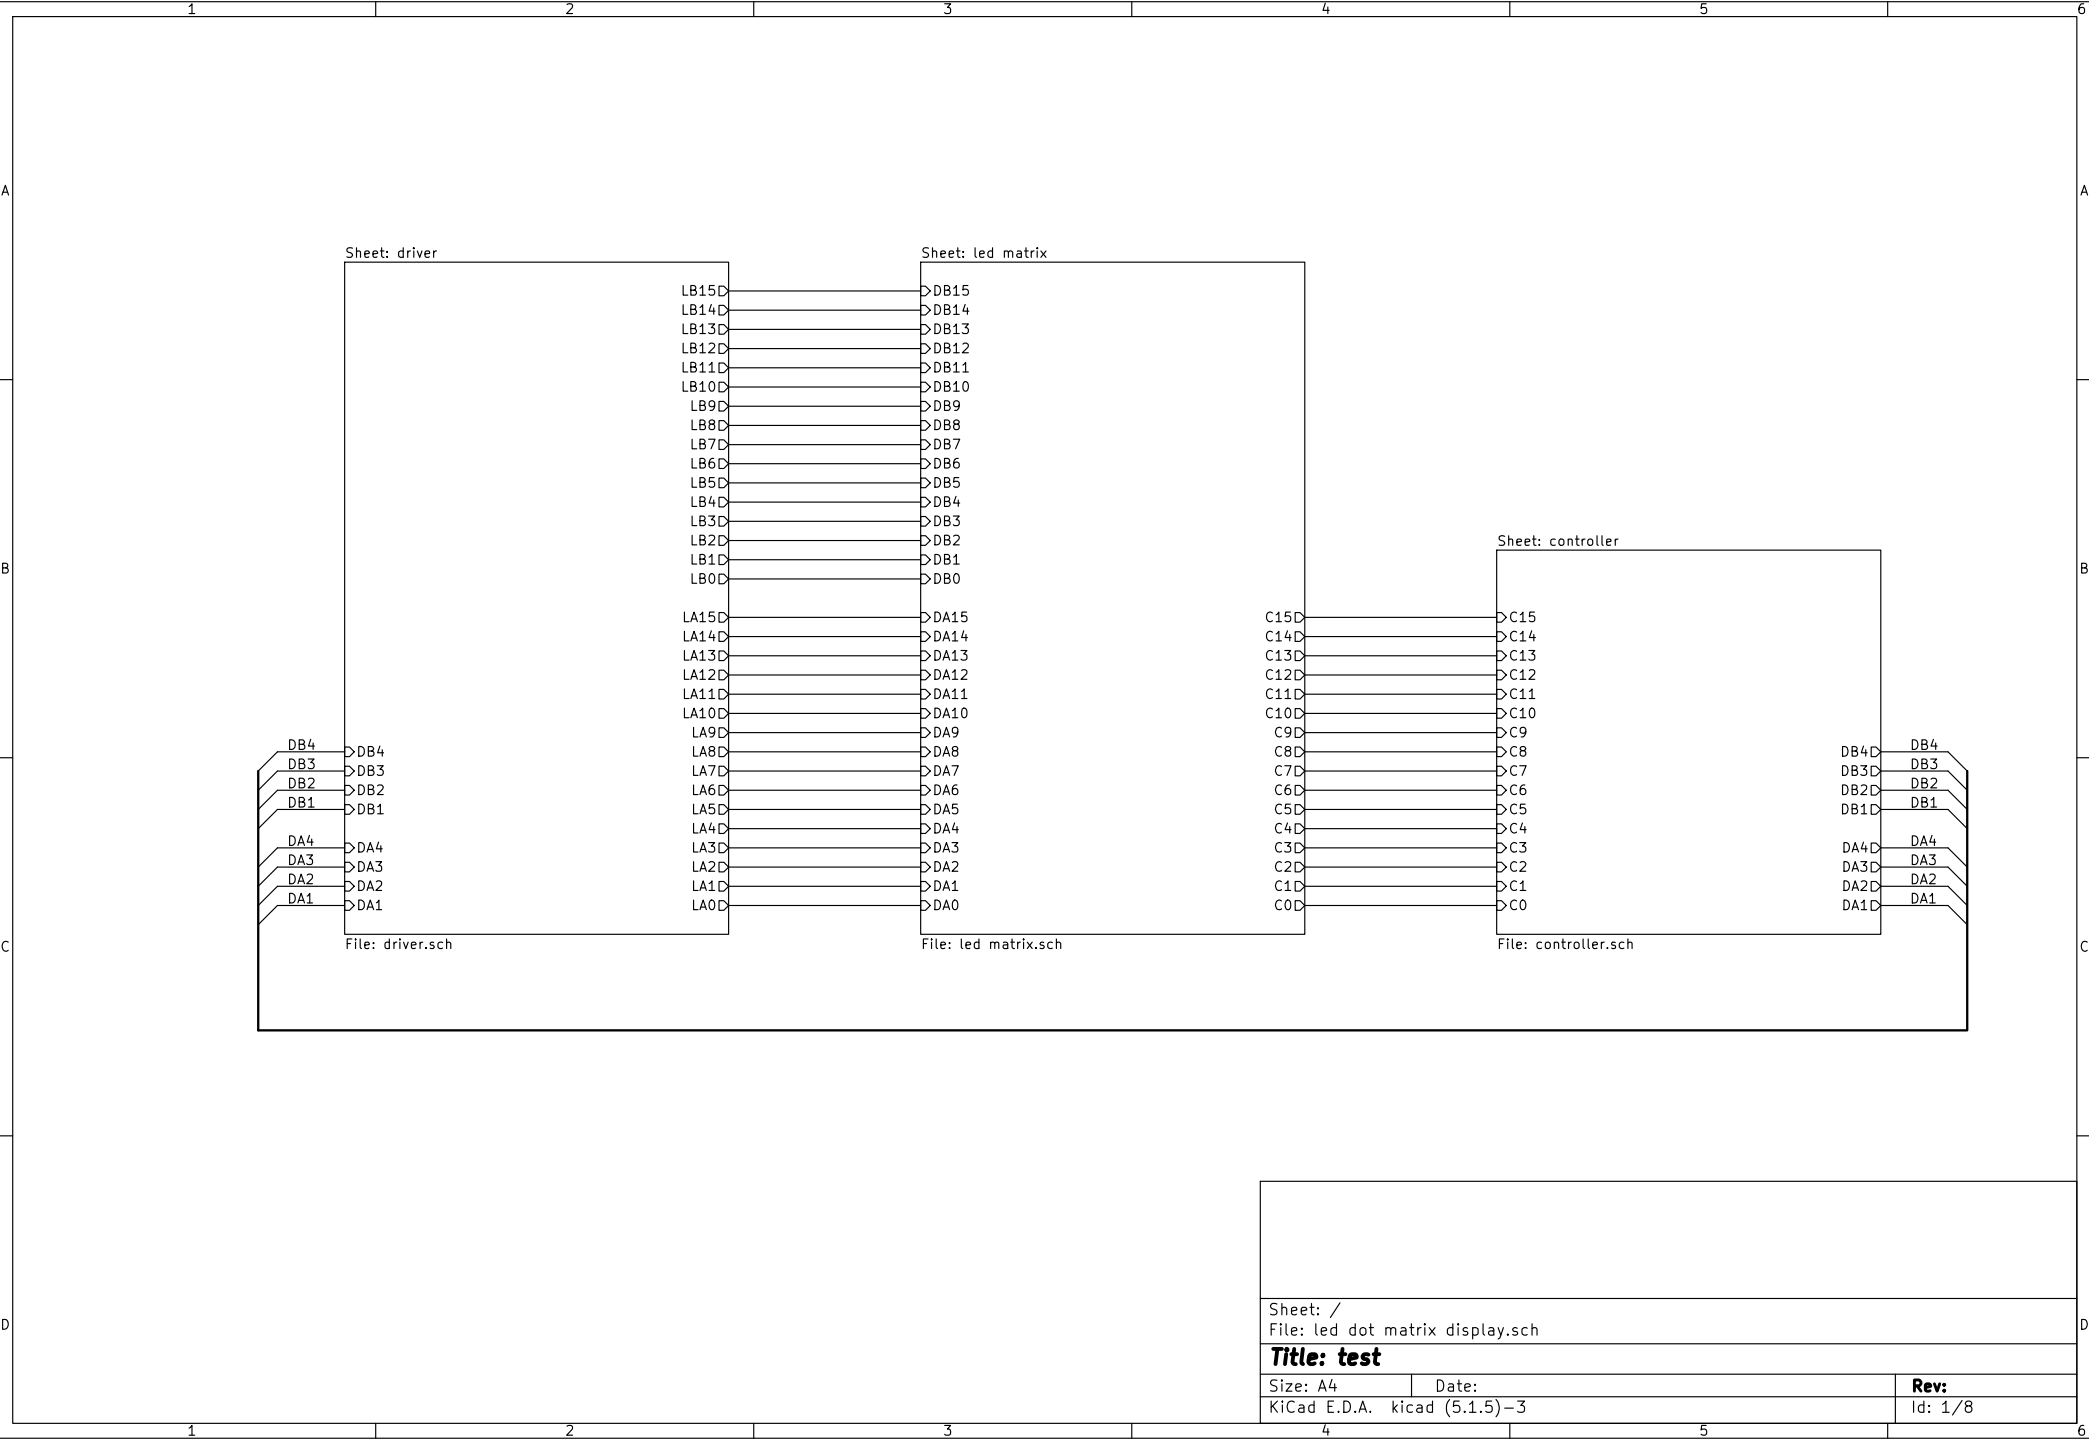 1 2 3 4 5 6
A A
Sheet: driver Sheet: led matrix
LB15 DB15
LB14 DB14
LB13 DB13
LB12 DB12
LB11 DB11
LB10 DB10
LB9 DB9
LB8 DB8
LB7 DB7
LB6 DB6
LB5 DB5
LB4 DB4
LB3 DB3
LB2 DB2
Sheet: controller
LB1 DB1
B B
LB0 DB0
LA15 DA15 C15 C15
LA14 DA14 C14 C14
LA13 DA13 C13 C13
LA12 DA12 C12 C12
LA11 DA11 C11 C11
LA10 DA10 C10 C10
LA9 DA9 C9 C9
DB4 DB4 LA8 DA8 C8 C8 DB4 DB4
DB3 DB3 LA7 DA7 C7 C7 DB3 DB3
DB2 DB2 LA6 DA6 C6 C6 DB2 DB2
DB1 DB1 LA5 DA5 C5 C5 DB1 DB1
LA4 DA4 C4 C4
DA4 DA4 LA3 DA3 C3 C3 DA4 DA4
DA3 DA3 LA2 DA2 C2 C2 DA3 DA3
DA2 DA2 LA1 DA1 C1 C1 DA2 DA2
DA1 DA1 LA0 DA0 C0 C0 DA1 DA1
C File: driver.sch File: led matrix.sch File: controller.sch C
Sheet: /
D File: led dot matrix display.sch D
Title: test
Size: A4 Date: Rev:
KiCad E.D.A. kicad (5.1.5)-3 Id: 1/8
1 2 3 4 5 6